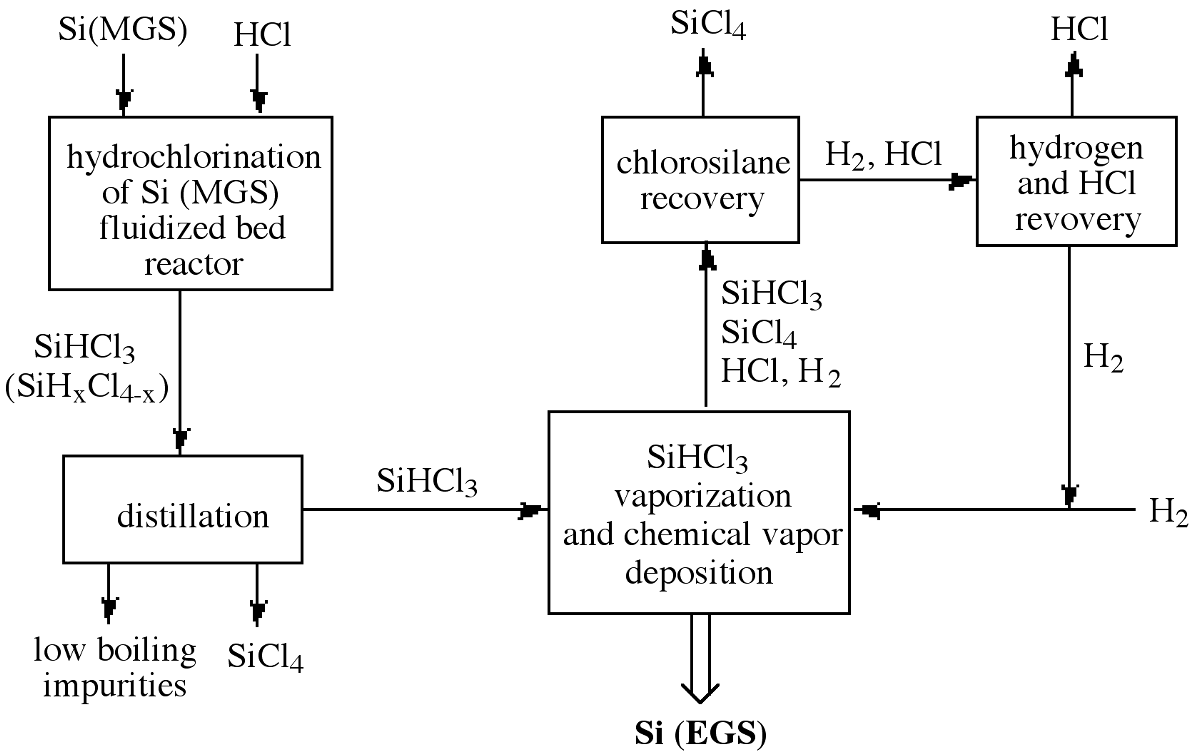 Si(MGS)
HCl
hydrochlorination
of Si (MGS)
fluidized bed
reactor
SiHCl3
(SiHxCl4-x)
distillation
low boiling
impurities
SiCl4
SiHCl3
SiHCl3
vaporization
and chemical vapor
deposition
Si (EGS)
SiHCl3
SiCl4
HCl, H2
chlorosilane
recovery
SiCl4
H2, HCl
hydrogen
and HCl
revovery
HCl
H2
H2